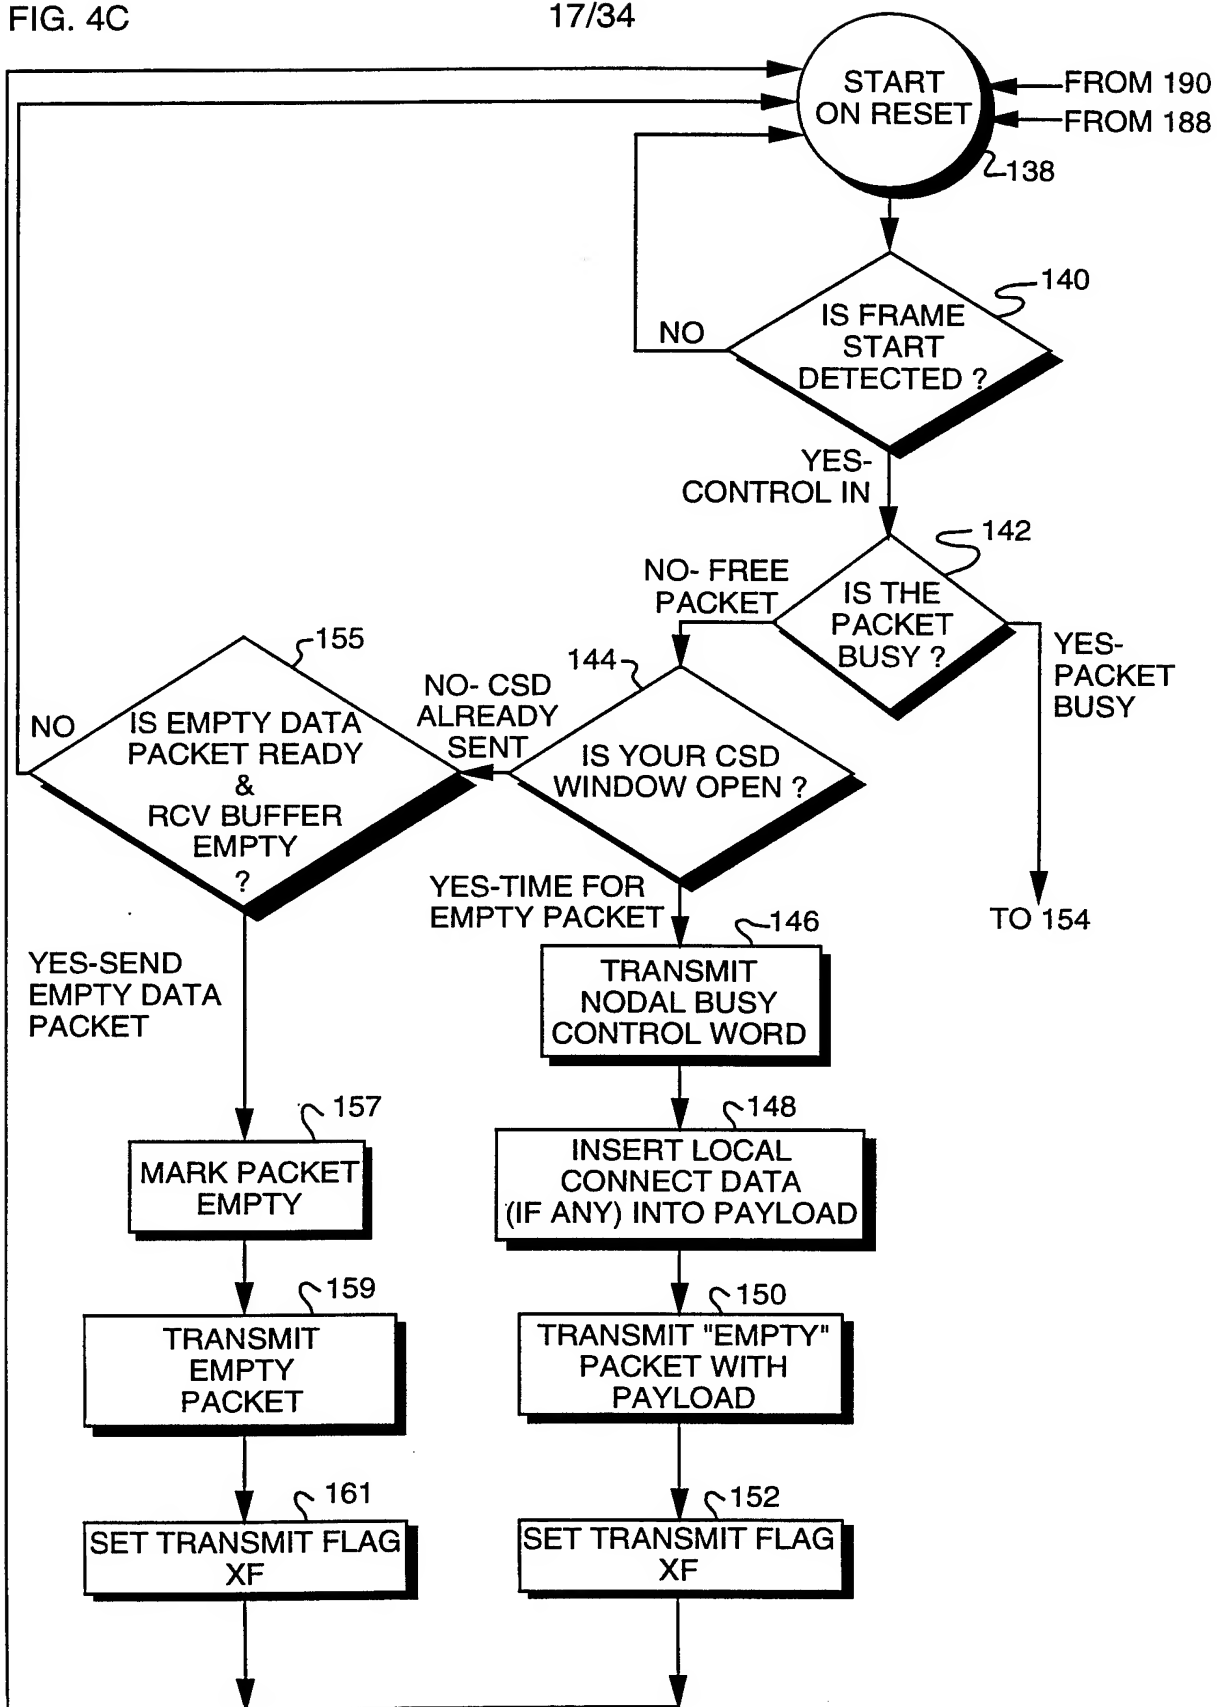 FIG. 4C
17/34
START
ON RESET
FROM 190
FROM 188
138
140
IS FRAME
START
DETECTED ?
NO
YES-
CONTROL IN
142
NO- FREE
PACKET
IS THE
PACKET
BUSY ?
YES-
PACKET
BUSY
TO 154
155
144
NO- CSD
ALREADY
SENT
NO
IS EMPTY DATA
PACKET READY
&
RCV BUFFER
EMPTY
?
IS YOUR CSD
WINDOW OPEN ?
YES-TIME FOR
EMPTY PACKET
YES-SEND
EMPTY DATA
PACKET
146
TRANSMIT
NODAL BUSY
CONTROL WORD
157
MARK PACKET
EMPTY
148
INSERT LOCAL
CONNECT DATA
(IF ANY) INTO PAYLOAD
159
TRANSMIT
EMPTY
PACKET
150
TRANSMIT "EMPTY"
PACKET WITH
PAYLOAD
161
SET TRANSMIT FLAG
XF
152
SET TRANSMIT FLAG
XF